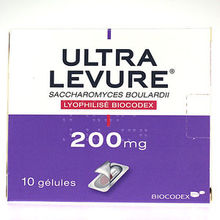 ULTRA
LEVURE®
SACCHAROMYCES BOULARDII
LYOPHILISÉ BIOCODEX
200mg
10 gélules
BIOCODEX